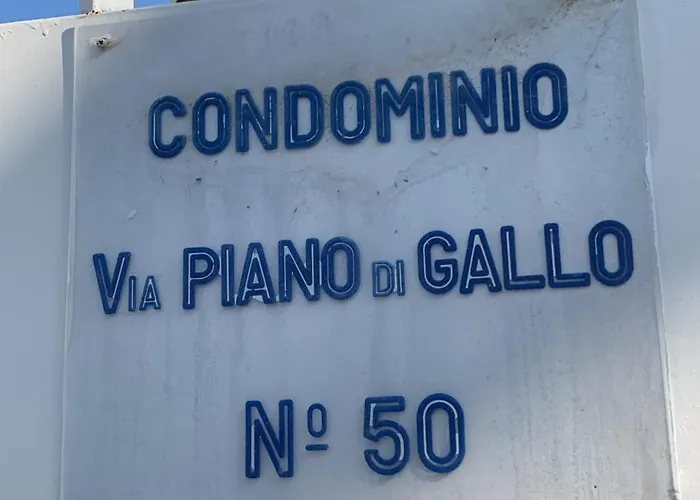 CONDOMINIO
VIA PIANO DI GALLO
Nº 50